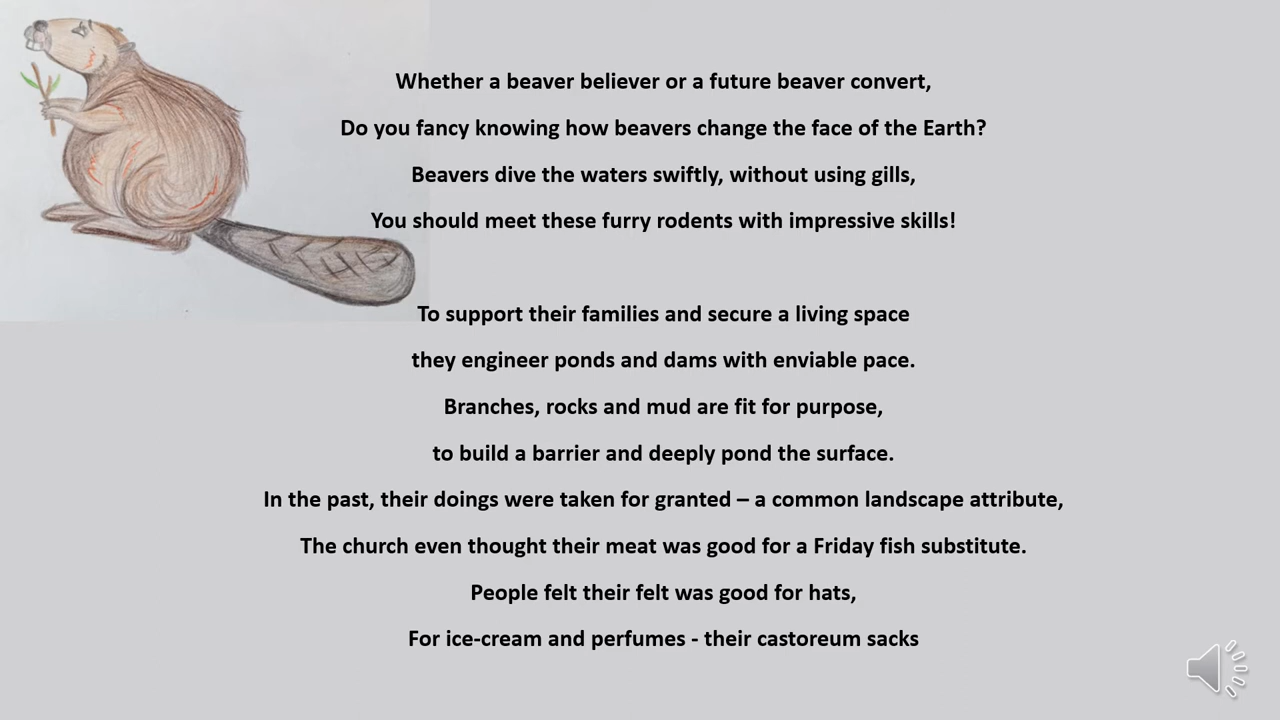 Whether a beaver believer or a future beaver convert,
Do you fancy knowing how beavers change the face of the Earth?
Beavers dive the waters swiftly, without using gills,
You should meet these furry rodents with impressive skills!
To support their families and secure a living space
they engineer ponds and dams with enviable pace.
Branches, rocks and mud are fit for purpose,
to build a barrier and deeply pond the surface.
In the past, their doings were taken for granted – a common landscape attribute,
The church even thought their meat was good for a Friday fish substitute.
People felt their felt was good for hats,
For ice-cream and perfumes - their castoreum sacks